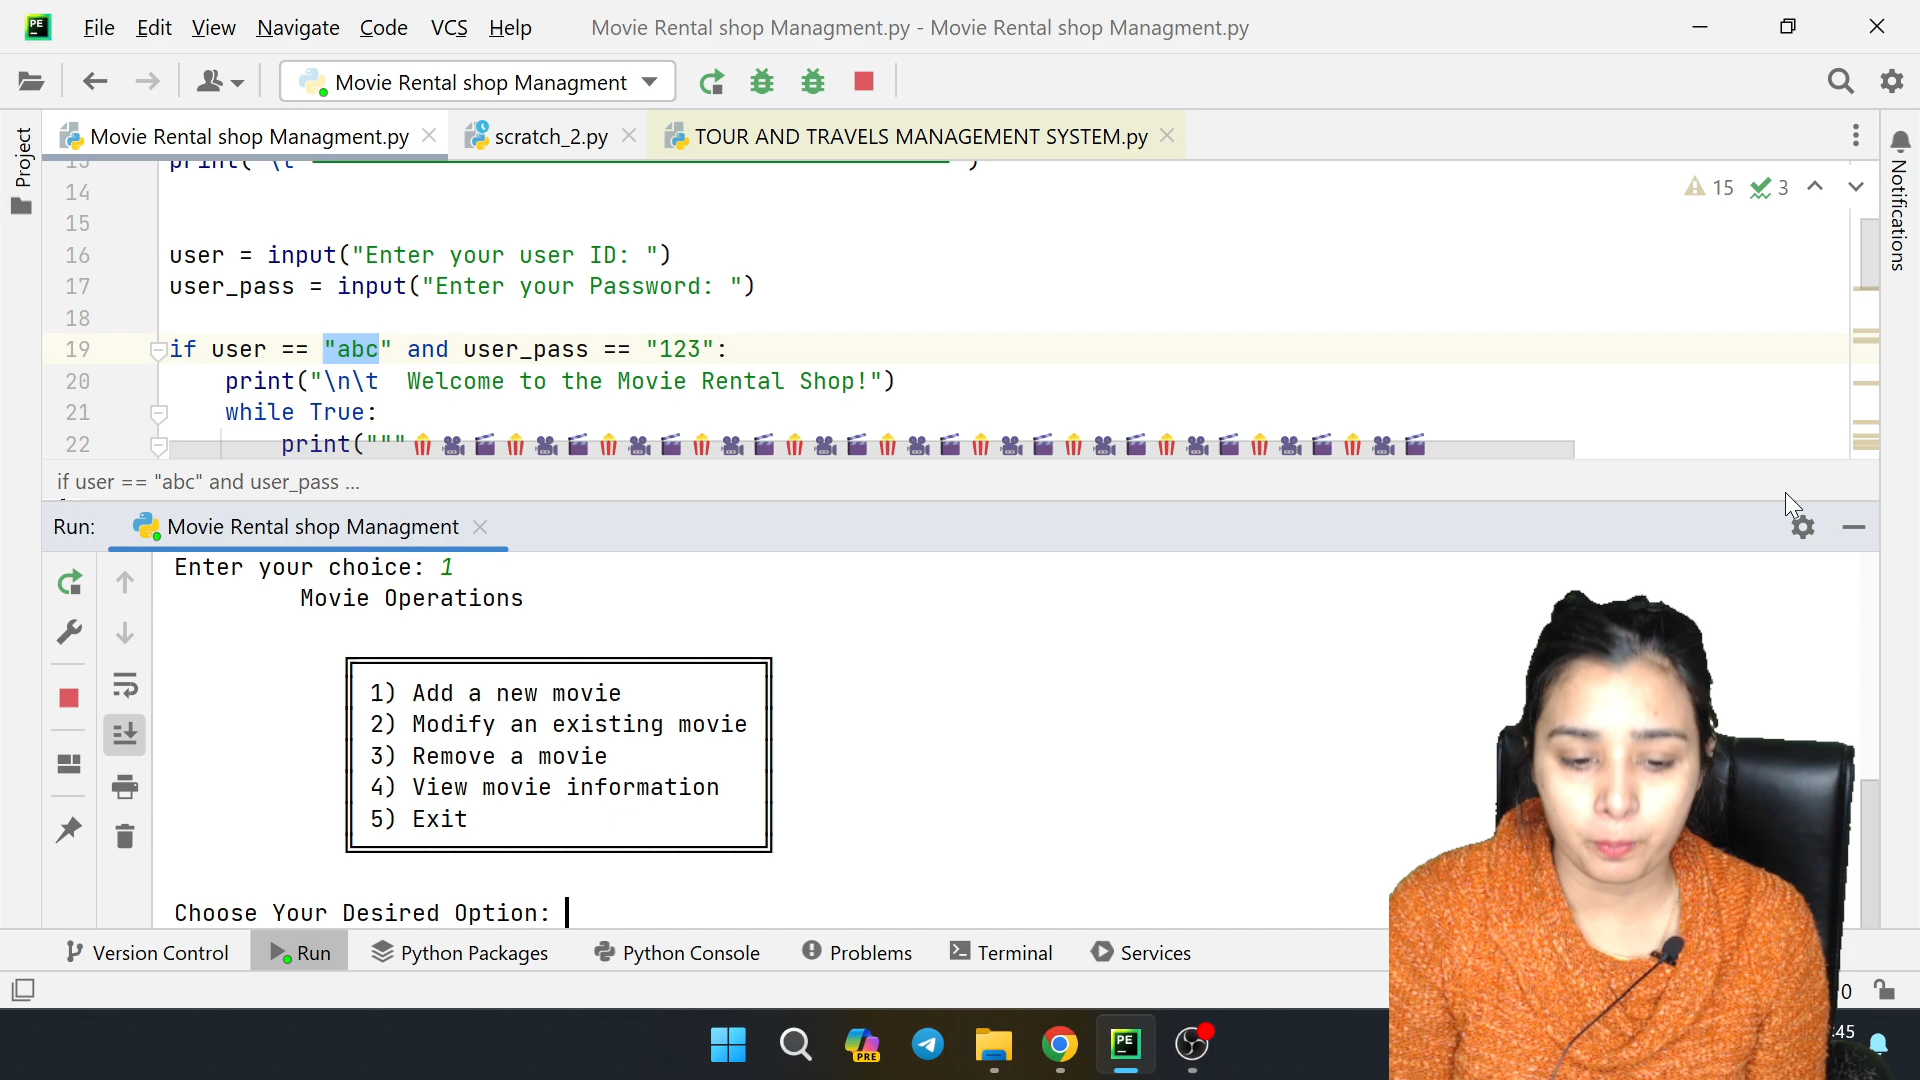 PE File Edit View Navigate Code VCS Help Movie Rental shop Managment.py - Movie Rental shop Managment.py
Movie Rental shop Managment
Movie Rental shop Managment.py scratch_2.py TOUR AND TRAVELS MANAGEMENT SYSTEM.py
Project
Notifications
15 3
14
15
16 user = input("Enter your user ID: ")
17 user_pass = input("Enter your Password: ")
18
19 if user == "abc" and user_pass == "123":
20 print("\n\t Welcome to the Movie Rental Shop!")
21 while True:
22 print("""
if user == "abc" and user_pass ...
Run: Movie Rental shop Managment
Enter your choice: 1
Movie Operations
1) Add a new movie
2) Modify an existing movie
3) Remove a movie
4) View movie information
5) Exit
Choose Your Desired Option:
Version Control Run Python Packages Python Console Problems Terminal Services
PRE PE
:45